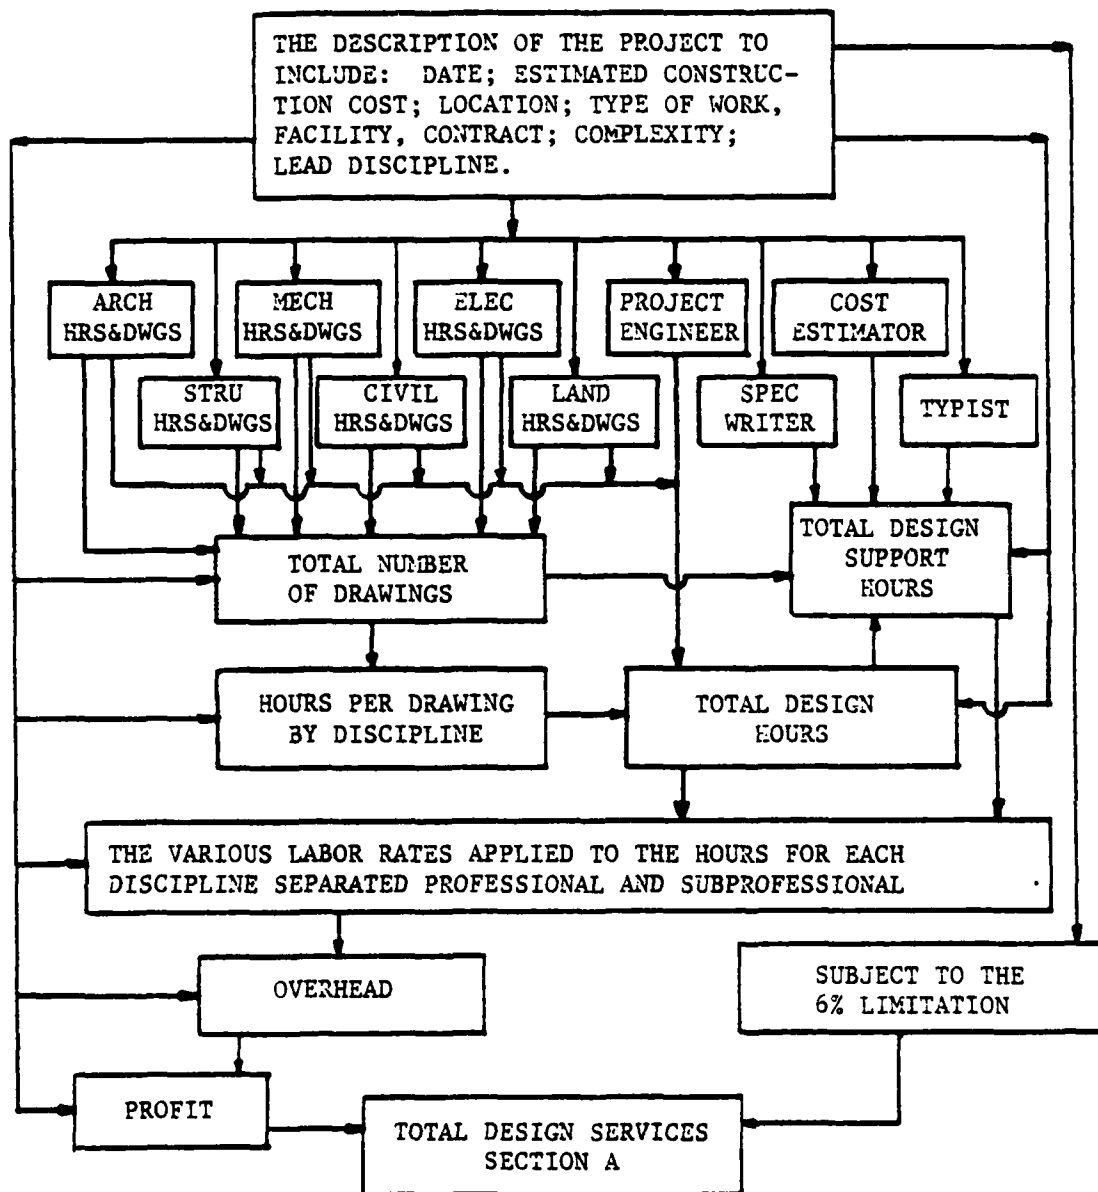 THE DESCRIPTION OF THE PROJECT TO
INCLUDE: DATE; ESTIMATED CONSTRUC-
TION COST; LOCATION; TYPE OF WORK,
FACILITY, CONTRACT; COMPLEXITY;
LEAD DISCIPLINE.
ARCH
HRS&DWGS
MECH
HRS&DWGS
ELEC
HRS&DWGS
PROJECT
ENGINEER
COST
ESTIMATOR
STRU
HRS&DWGS
CIVIL
HRS&DWGS
LAND
HRS&DWGS
SPEC
WRITER
TYPIST
TOTAL NUMBER
OF DRAWINGS
TOTAL DESIGN
SUPPORT
HOURS
HOURS PER DRAWING
BY DISCIPLINE
TOTAL DESIGN
HOURS
THE VARIOUS LABOR RATES APPLIED TO THE HOURS FOR EACH
DISCIPLINE SEPARATED PROFESSIONAL AND SUBPROFESSIONAL
OVERHEAD
SUBJECT TO THE
6% LIMITATION
PROFIT
TOTAL DESIGN SERVICES
SECTION A